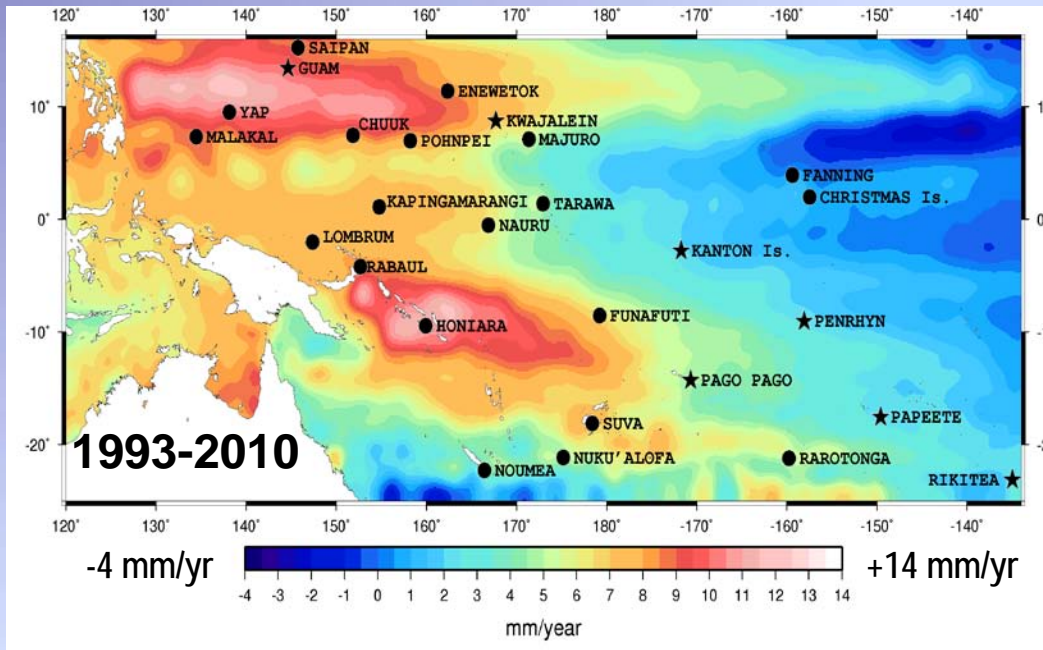 120° 130° 140° 150° 160° 170° 180° -170° -160° -150° -140°
SAIPAN
GUAM
ENEWETOK
10° YAP KWAJALEIN 1
CHUUK
MALAKAL POHNPEI MAJURO
FANNING
KAPINGAMARANGI TARAWA CHRISTMAS Is.
0° NAURU 0
LOMBRUM KANTON Is.
RABAUL
FUNAFUTI
-10° HONIARA PENRHYN -
PAGO PAGO
SUVA PAPEETE
1993-2010
-20° NUKU'ALOFA RAROTONGA -2
NOUMEA RIKITEA
120° 130° 140° 150° 160° 170° 180° -170° -160° -150° -140°
-4 mm/yr +14 mm/yr
-4 -3 -2 -1 0 1 2 3 4 5 6 7 8 9 10 11 12 13 14
mm/year